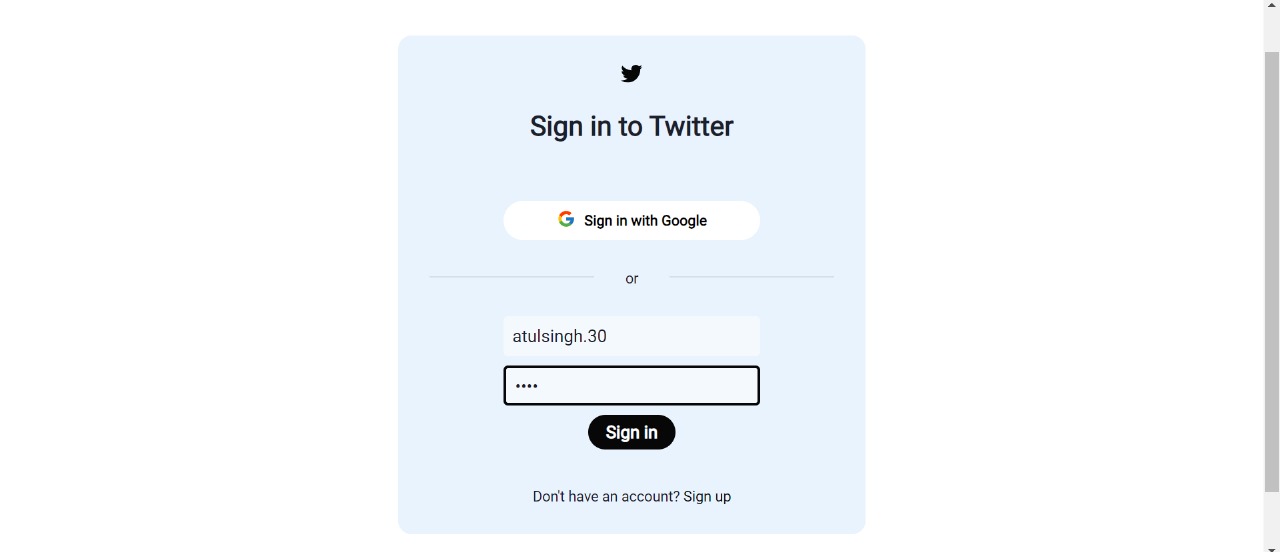 Sign in to Twitter
Sign in with Google
or
atulsingh.30
••••
Sign in
Don't have an account? Sign up